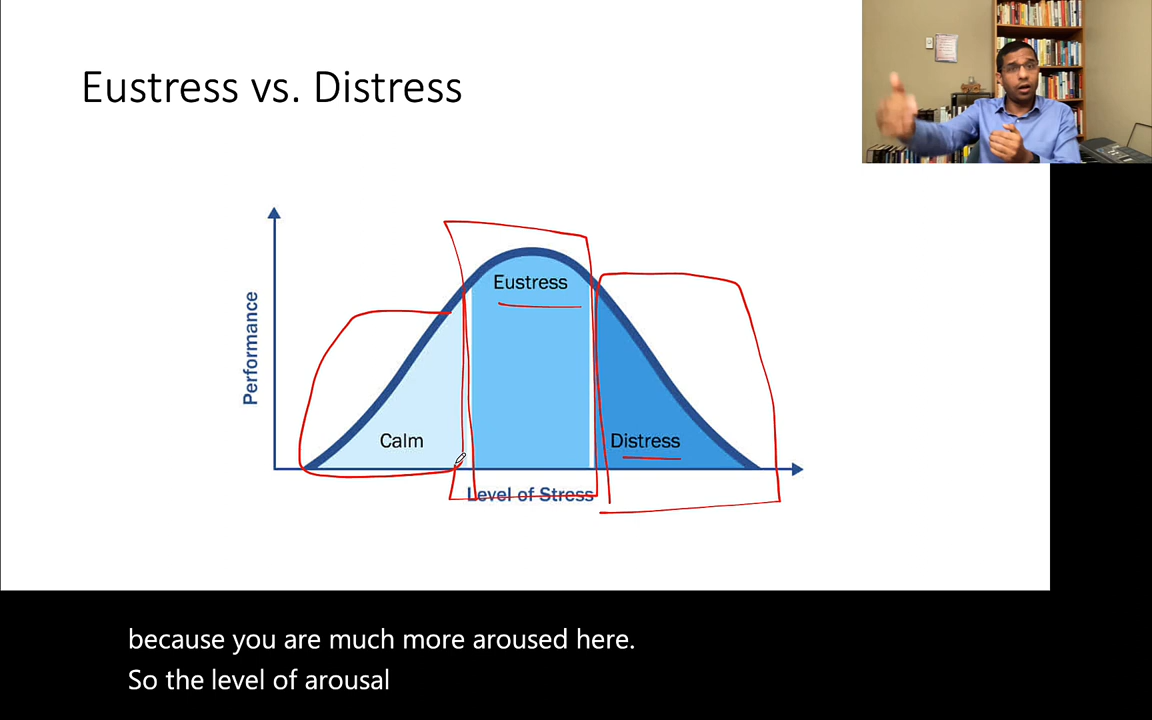 Eustress vs. Distress
Performance
Eustress
Calm
Distress
Level of Stress
because you are much more aroused here.
So the level of arousal